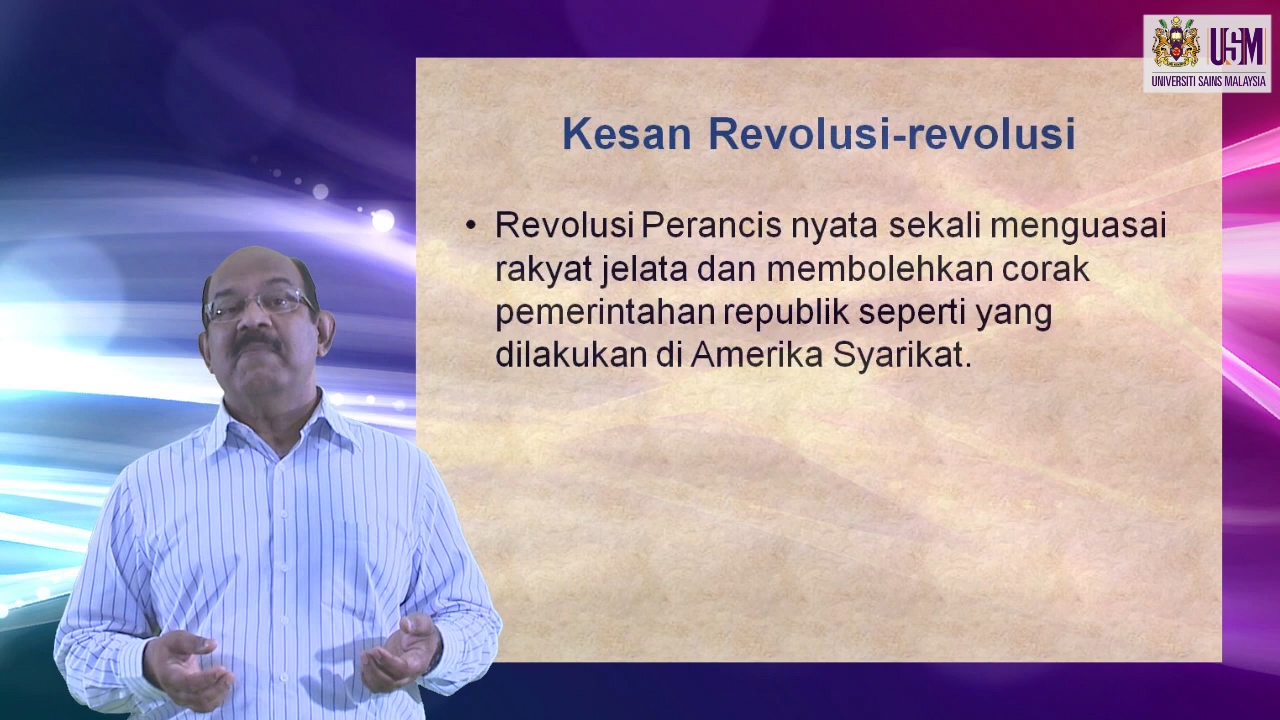 USM
UNIVERSITI SAINS MALAYSIA
Kesan Revolusi-revolusi
• Revolusi Perancis nyata sekali menguasai
rakyat jelata dan membolehkan corak
pemerintahan republik seperti yang
dilakukan di Amerika Syarikat.